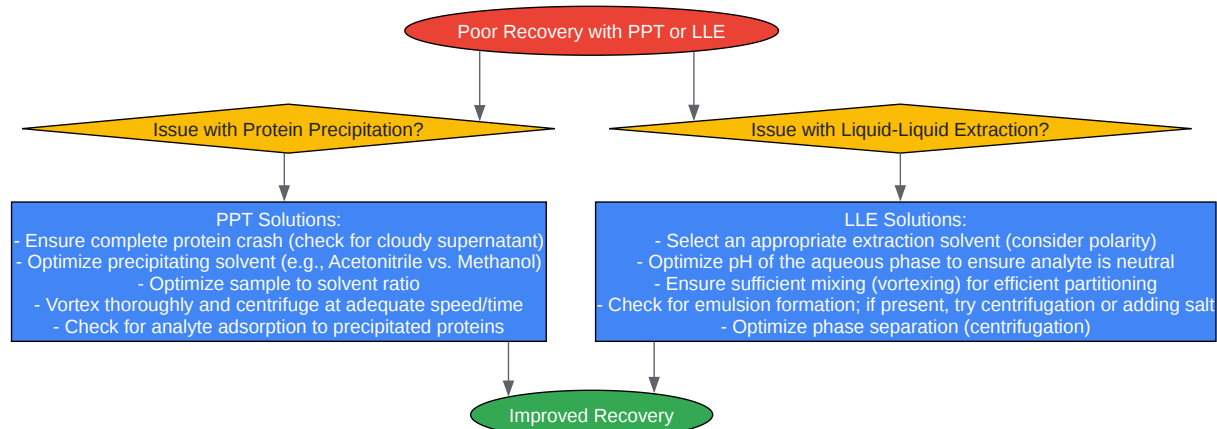 Poor Recovery with PPT or LLE
Issue with Protein Precipitation?
Issue with Liquid-Liquid Extraction?
PPT Solutions:
- Ensure complete protein crash (check for cloudy supernatant)
- Optimize precipitating solvent (e.g., Acetonitrile vs. Methanol)
- Optimize sample to solvent ratio
- Vortex thoroughly and centrifuge at adequate speed/time
- Check for analyte adsorption to precipitated proteins
LLE Solutions:
- Select an appropriate extraction solvent (consider polarity)
- Optimize pH of the aqueous phase to ensure analyte is neutral
- Ensure sufficient mixing (vortexing) for efficient partitioning
- Check for emulsion formation; if present, try centrifugation or adding salt
- Optimize phase separation (centrifugation)
Improved Recovery